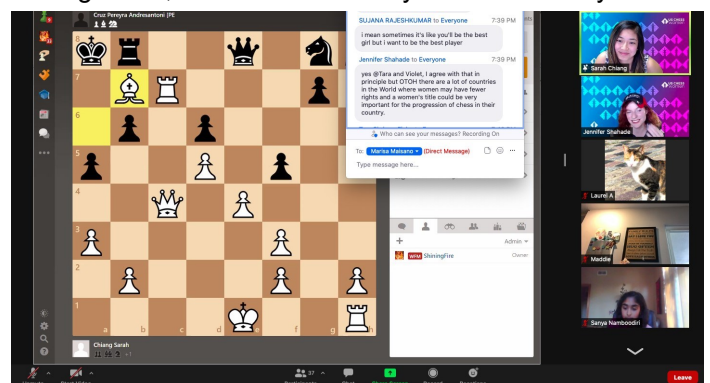 Cruz Pereyra Andresantoni |PE
SUJANA RAJESHKUMAR to Everyone 7:39 PM
i mean sometimes it's like you'll be the best
girl but i want to be the best player
Jennifer Shahade to Everyone 7:39 PM
yes @Tara and Violet, I agree with that in
principle but OTOH there are a lot of countries
in the World where women may have fewer
rights and a women's title could be very
important for the progression of chess in their
country.
Who can see your messages? Recording On
To: Marisa Maisano (Direct Message)
Type message here...
Admin
WFM ShiningFire Owner
8
7
6
5
4
3
2
1
a b c d e f g h
Chiang Sarah
+1
US CHESS
Sarah Chiang
Jennifer Shahade
Laurel A
Maddie
Sanya Namboodiri
37
Leave